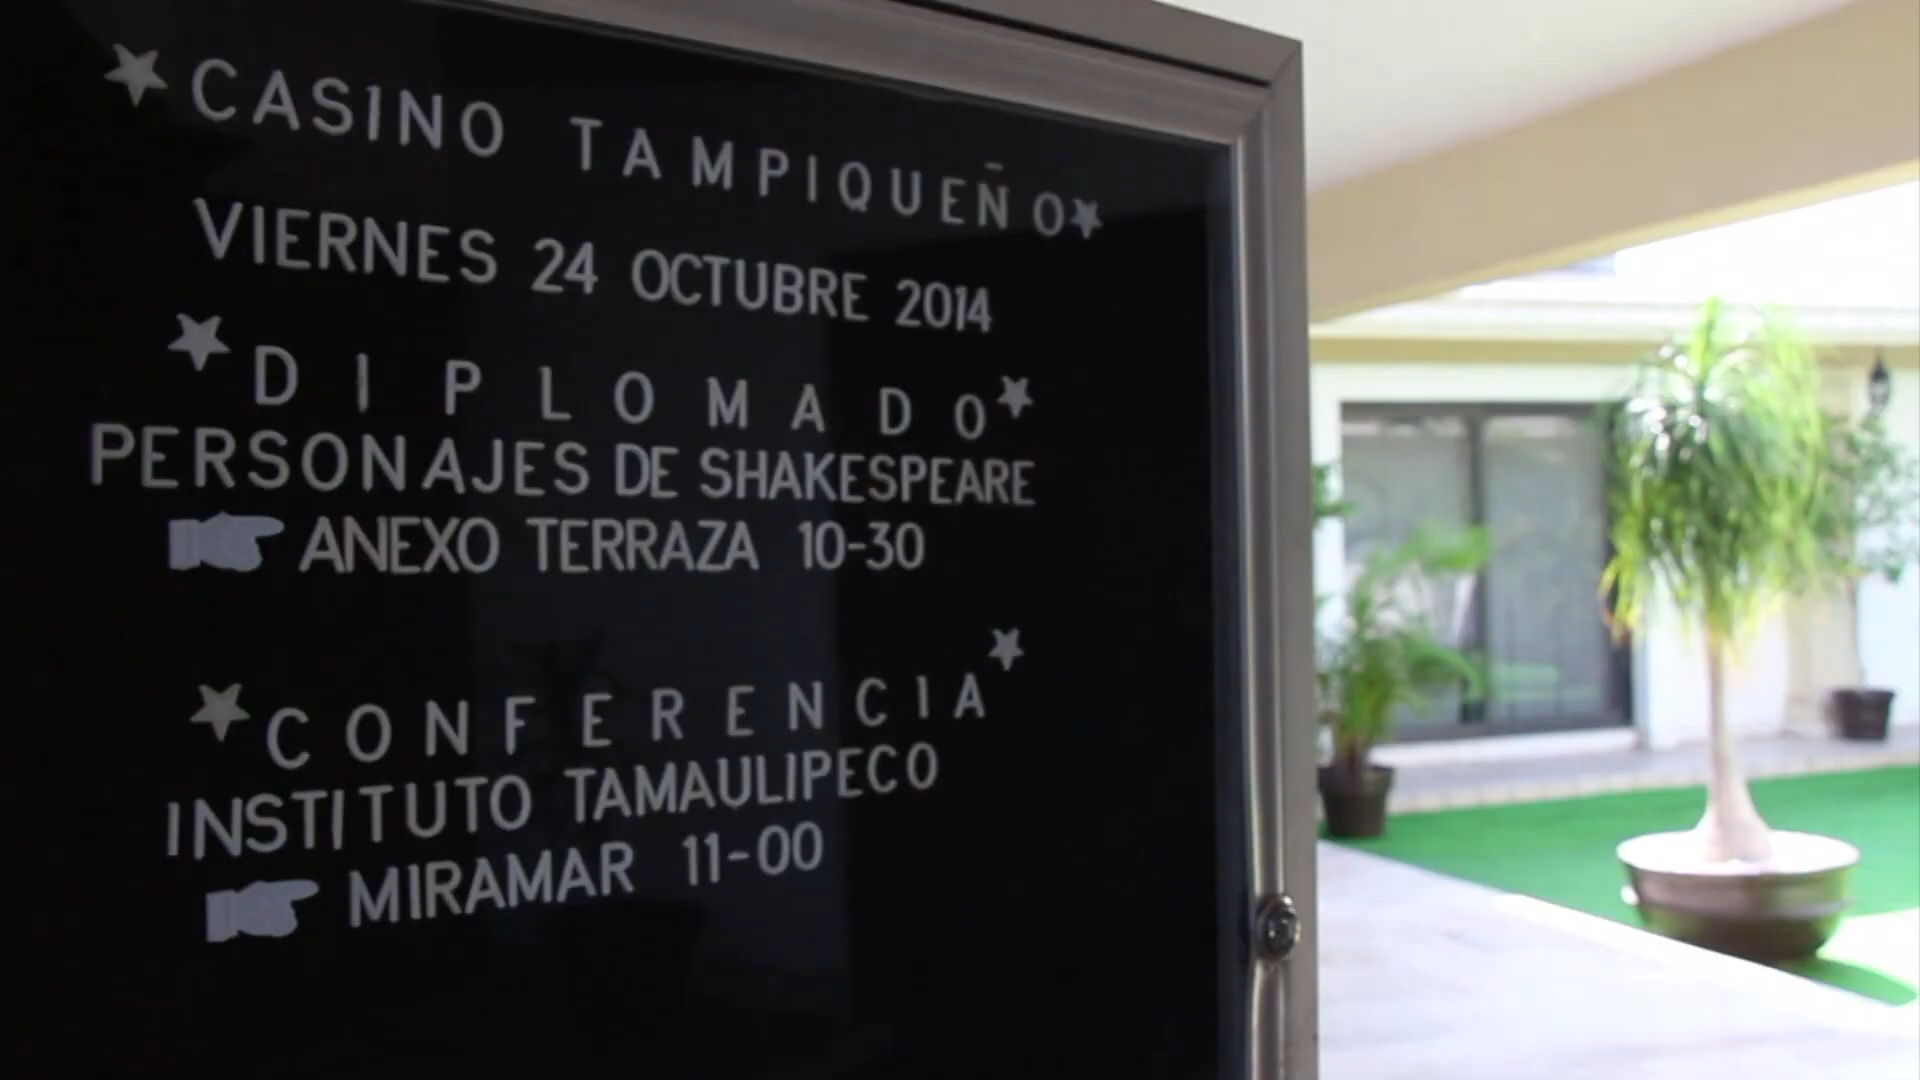 CASINO TAMPIQUEÑO
VIERNES 24 OCTUBRE 2014
DIPLOMADO
PERSONAJES DE SHAKESPEARE
ANEXO TERRAZA 10-30
CONFERENCIA
INSTITUTO TAMAULIPECO
MIRAMAR 11-00